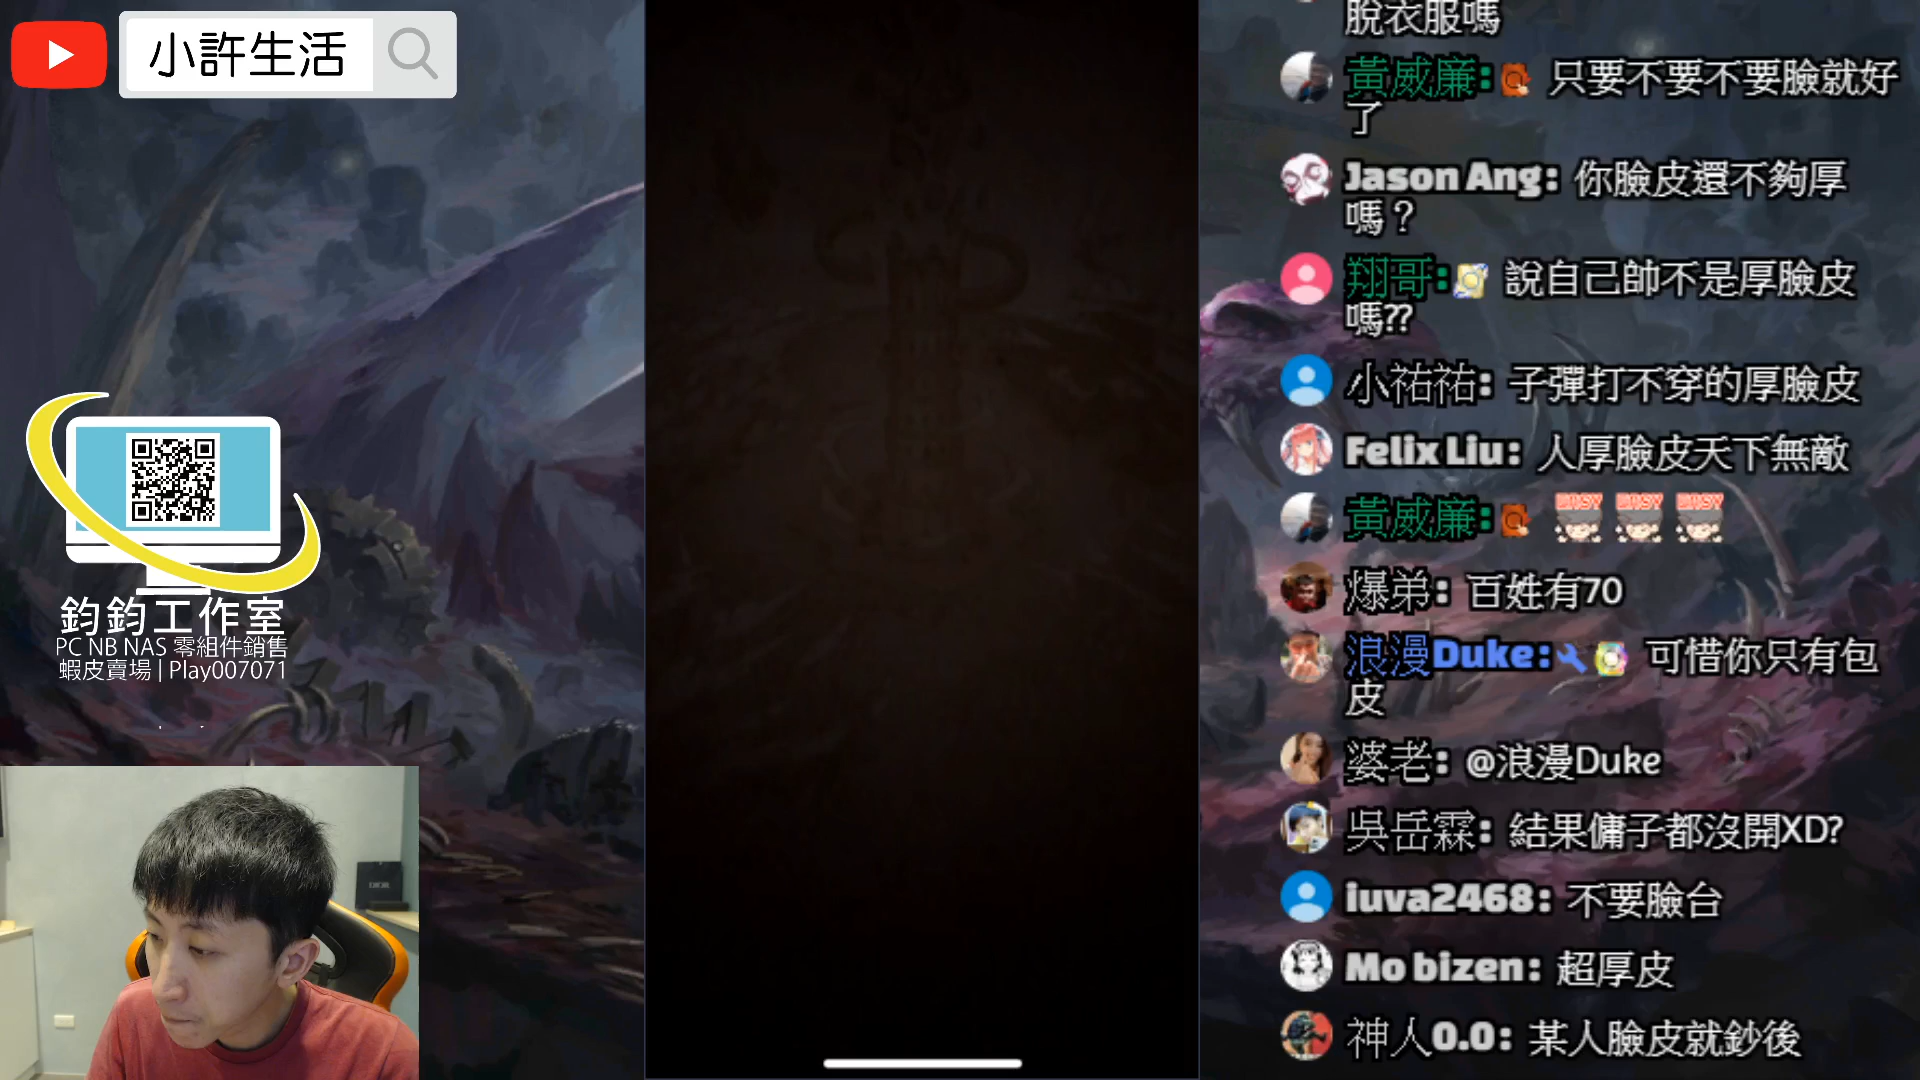 小許生活
鈞鈞工作室
PC NB NAS 零組件銷售
蝦皮賣場 | Play007071
脫衣服嗎
黃威廉: 只要不要不要臉就好
了
Jason Ang: 你臉皮還不夠厚
嗎？
翔哥: 說自己帥不是厚臉皮
嗎??
小祐祐: 子彈打不穿的厚臉皮
Felix Liu: 人厚臉皮天下無敵
黃威廉: EASY EASY EASY
爆弟: 百姓有70
浪漫Duke: 可惜你只有包
皮
婆老: @浪漫Duke
吳岳霖: 結果傭子都沒開XD?
iuva2468: 不要臉台
Mo bizen: 超厚皮
神人0.0: 某人臉皮就鈔後